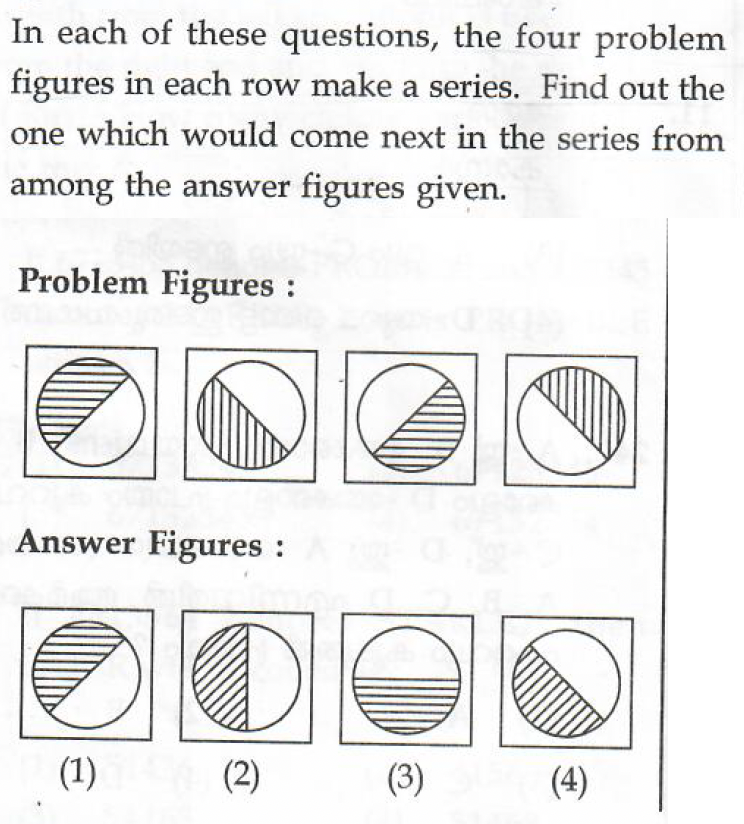 In each of these questions, the four problem
figures in each row make a series. Find out the
one which would come next in the series from
among the answer figures given.
Problem Figures :
Answer Figures :
(1) (2) (3) (4)